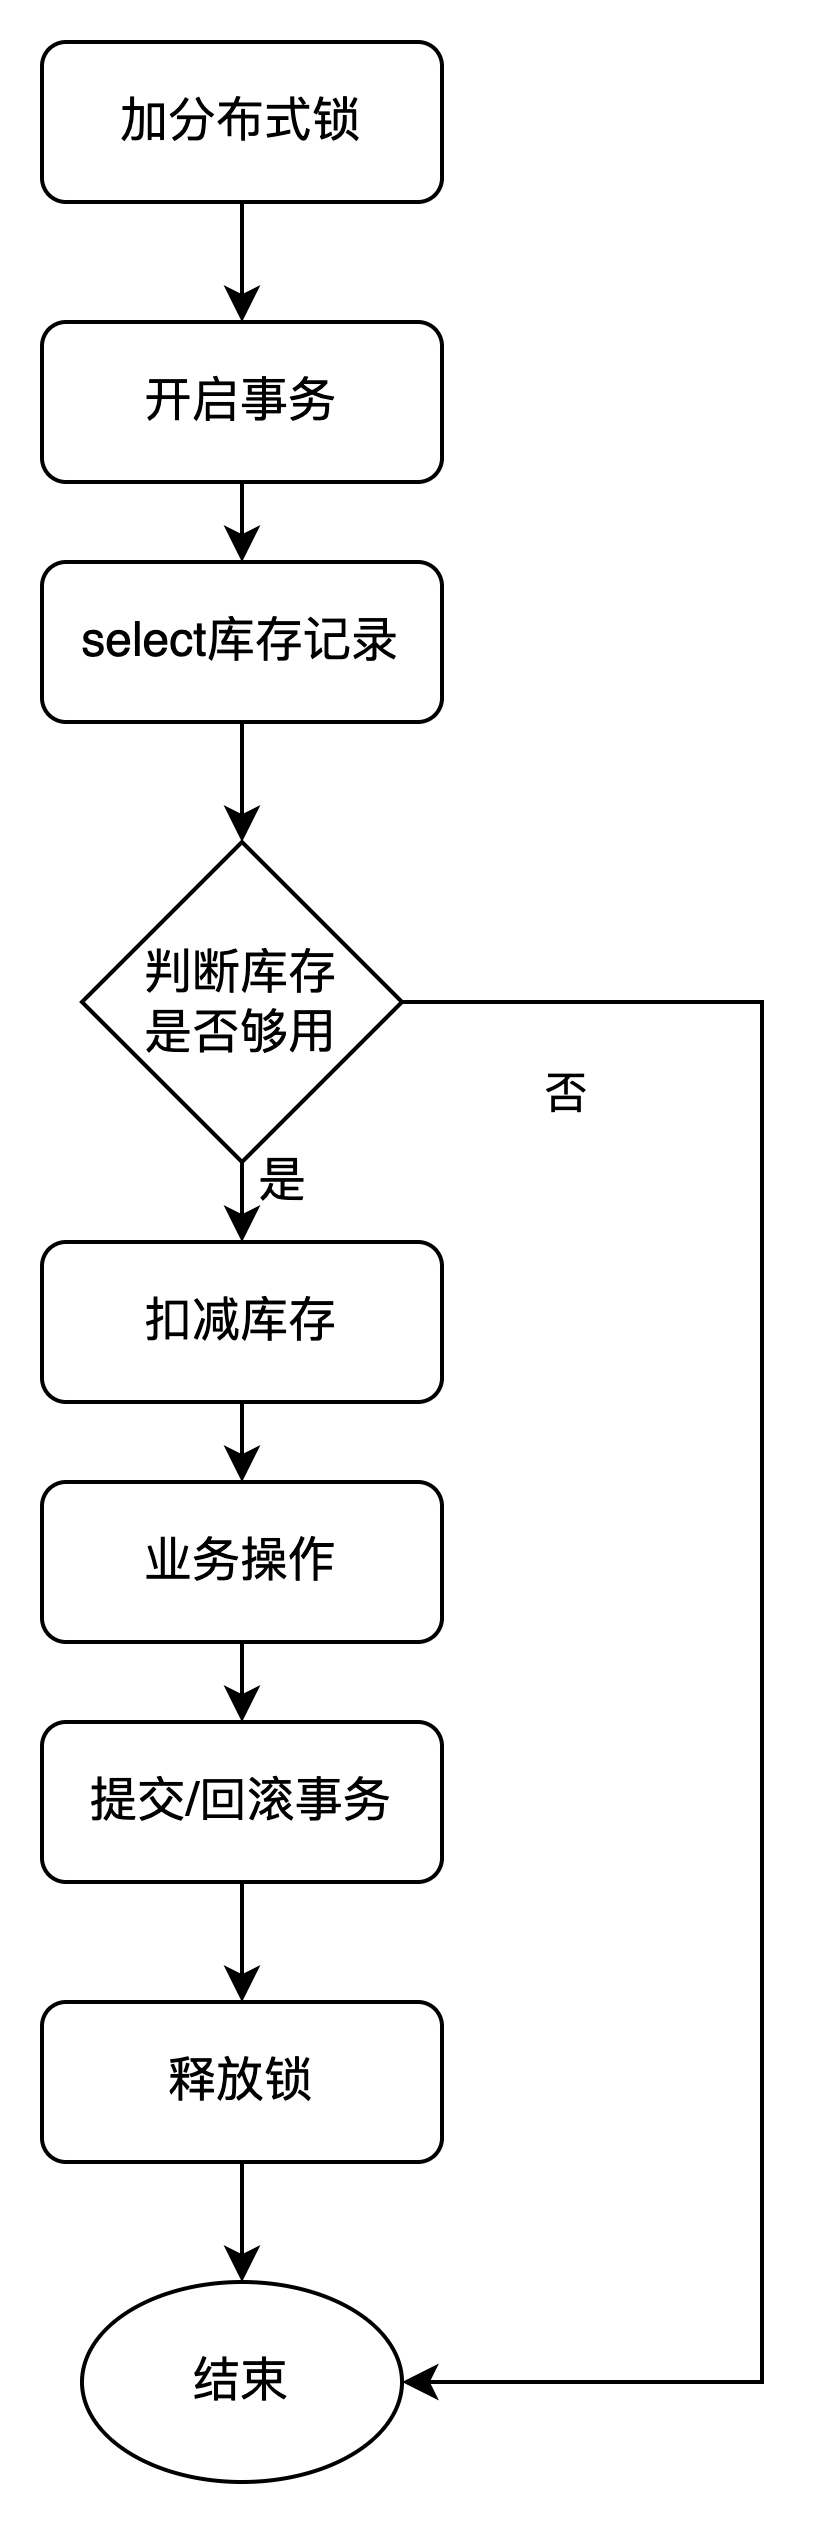 加分布式锁
开启事务
select库存记录
判断库存
是否够用
否
是
扣减库存
业务操作
提交/回滚事务
释放锁
结束